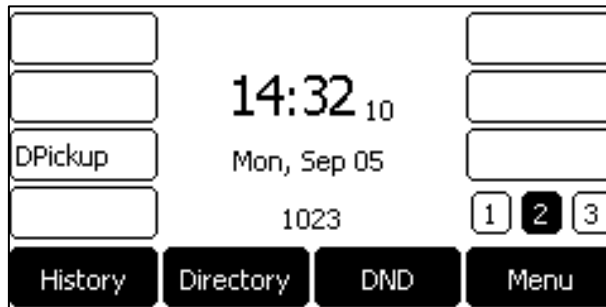 14:32 10
DPickup
Mon, Sep 05
1023
1 2 3
History Directory DND Menu